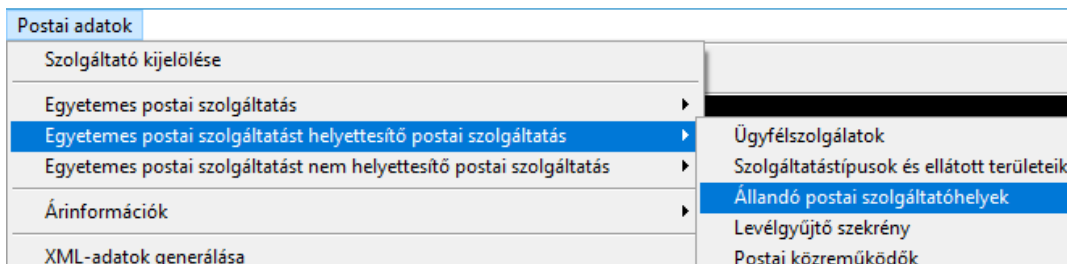 Postai adatok
Szolgáltató kijelölése
Egyetemes postai szolgáltatás
Egyetemes postai szolgáltatást helyettesítő postai szolgáltatás
Egyetemes postai szolgáltatást nem helyettesítő postai szolgáltatás
Árinformációk
XML-adatok generálása
Ügyfélszolgálatok
Szolgáltatástípusok és ellátott területeik
Állandó postai szolgáltatóhelyek
Levélgyűjtő szekrény
Postai közreműködők